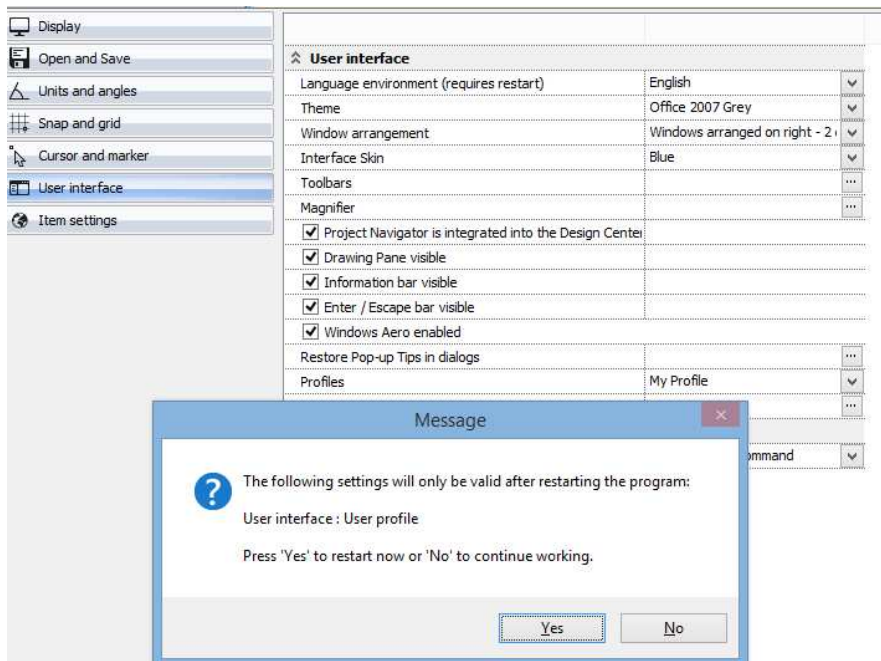 Display
Open and Save
Units and angles
Snap and grid
Cursor and marker
User interface
Item settings
User interface
Language environment (requires restart) English
Theme Office 2007 Grey
Window arrangement Windows arranged on right - 2
Interface Skin Blue
Toolbars ...
Magnifier ...
Project Navigator is integrated into the Design Center
Drawing Pane visible
Information bar visible
Enter / Escape bar visible
Windows Aero enabled
Restore Pop-up Tips in dialogs ...
Profiles My Profile
...
Message
The following settings will only be valid after restarting the program:
User interface : User profile
Press 'Yes' to restart now or 'No' to continue working.
Yes No